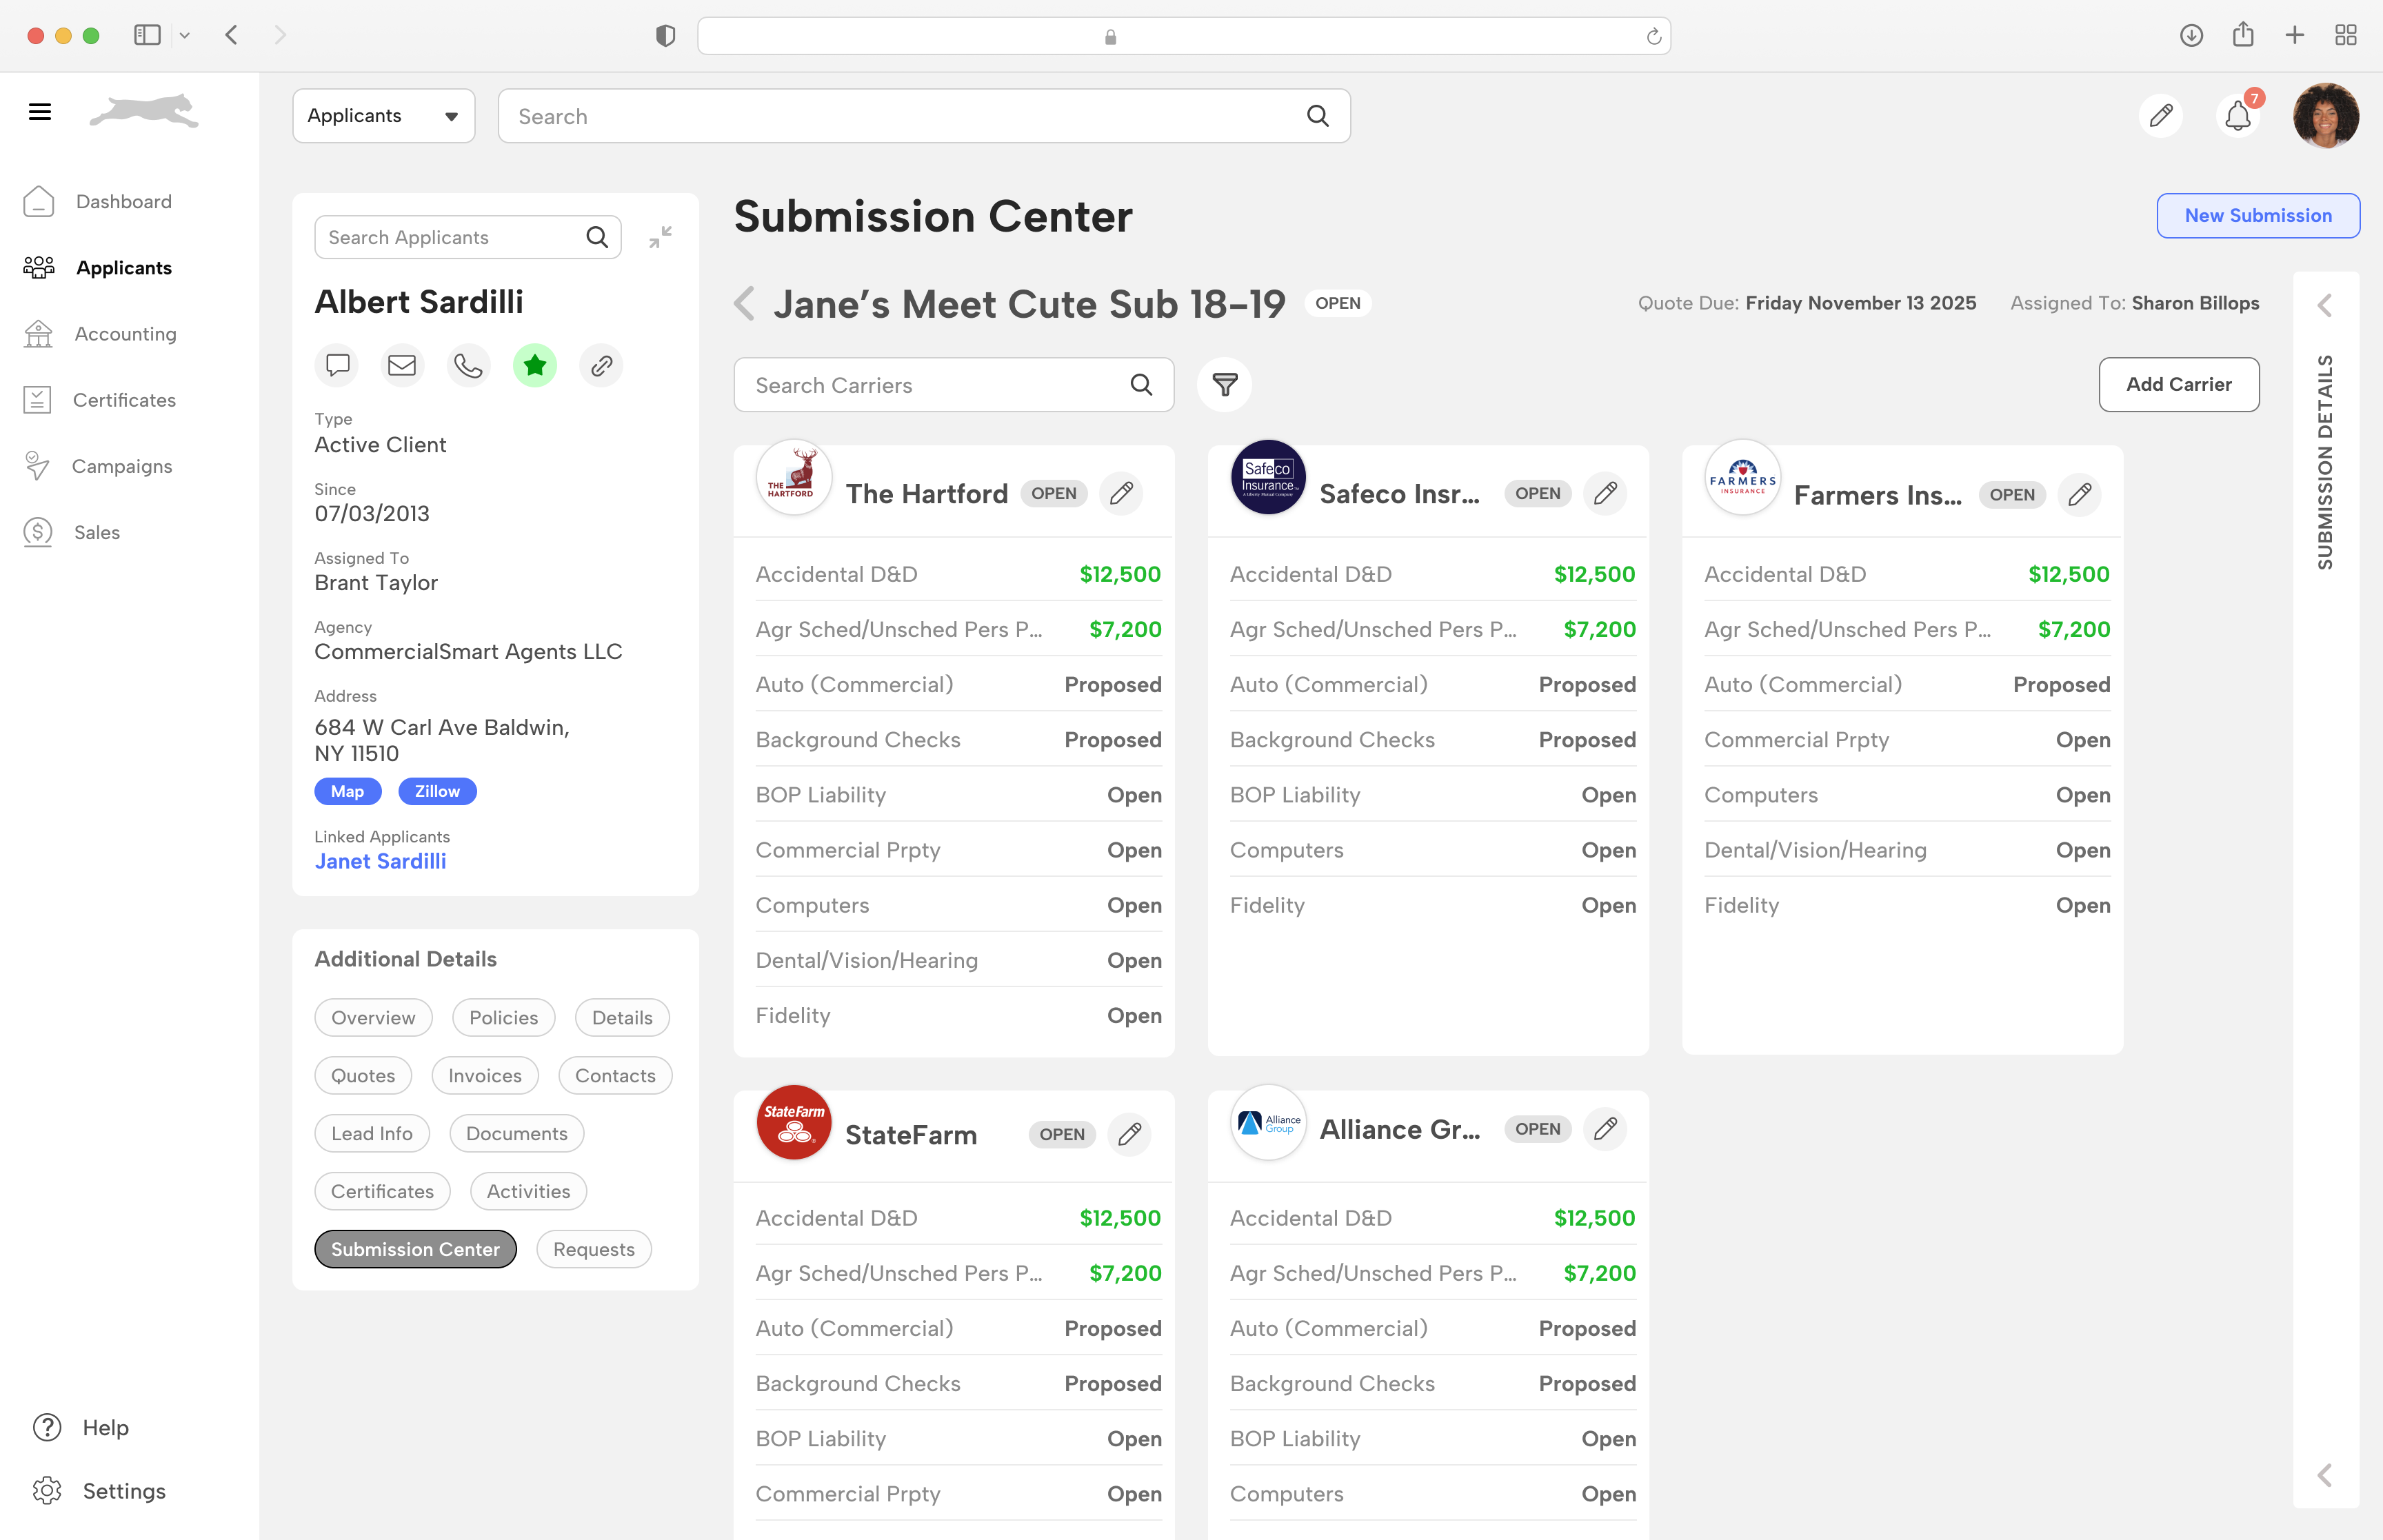 Applicants
Search
7
Dashboard
Applicants
Accounting
Certificates
Campaigns
Sales
Help
Settings
Search Applicants
Albert Sardilli
Type
Active Client
Since
07/03/2013
Assigned To
Brant Taylor
Agency
CommercialSmart Agents LLC
Address
684 W Carl Ave Baldwin,
NY 11510
Map Zillow
Linked Applicants
Janet Sardilli
Additional Details
Overview Policies Details
Quotes Invoices Contacts
Lead Info Documents
Certificates Activities
Submission Center Requests
Submission Center
New Submission
Jane’s Meet Cute Sub 18-19 OPEN
Quote Due: Friday November 13 2025 Assigned To: Sharon Billops
Search Carriers
Add Carrier
THE
HARTFORD
The Hartford OPEN
Accidental D&D $12,500
Agr Sched/Unsched Pers P... $7,200
Auto (Commercial) Proposed
Background Checks Proposed
BOP Liability Open
Commercial Prpty Open
Computers Open
Dental/Vision/Hearing Open
Fidelity Open
Safeco
Insurance™
A Liberty Mutual Company
Safeco Insr... OPEN
Accidental D&D $12,500
Agr Sched/Unsched Pers P... $7,200
Auto (Commercial) Proposed
Background Checks Proposed
BOP Liability Open
Computers Open
Fidelity Open
FARMERS
INSURANCE
Farmers Ins... OPEN
Accidental D&D $12,500
Agr Sched/Unsched Pers P... $7,200
Auto (Commercial) Proposed
Commercial Prpty Open
Computers Open
Dental/Vision/Hearing Open
Fidelity Open
StateFarm
StateFarm OPEN
Accidental D&D $12,500
Agr Sched/Unsched Pers P... $7,200
Auto (Commercial) Proposed
Background Checks Proposed
BOP Liability Open
Commercial Prpty Open
Alliance
Group
Alliance Gr... OPEN
Accidental D&D $12,500
Agr Sched/Unsched Pers P... $7,200
Auto (Commercial) Proposed
Background Checks Proposed
BOP Liability Open
Computers Open
SUBMISSION DETAILS